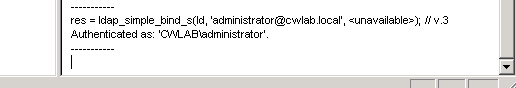 -----------
res = ldap_simple_bind_s(ld, 'administrator@cwlab.local', <unavailable>); // v.3
Authenticated as: 'CWLAB\administrator'.
-----------